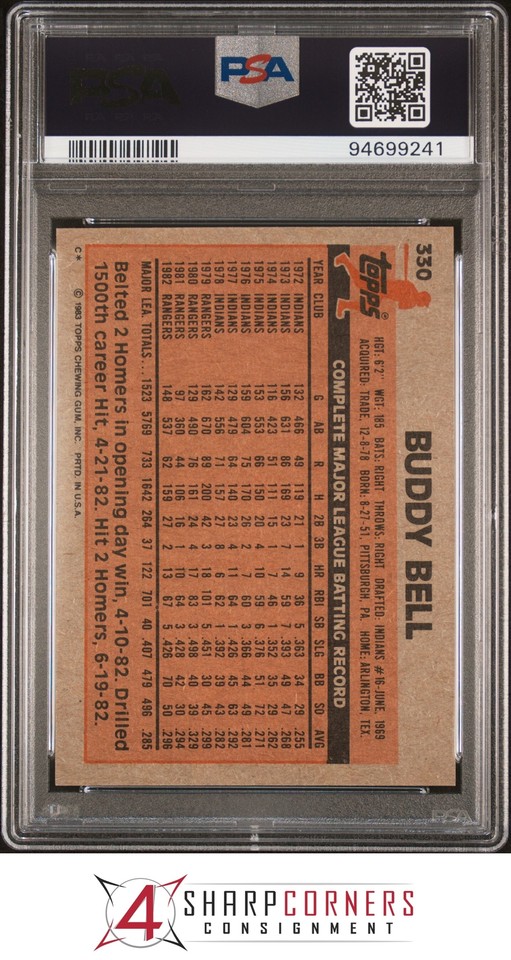 PSA
PSA
94699241
330
Topps®
BUDDY BELL
HGT: 6'2" WGT: 185 BATS: RIGHT THROWS: RIGHT DRAFTED: INDIANS #16-JUNE, 1969
ACQUIRED: TRADE, 12-8-78 BORN: 8-27-51, PITTSBURGH, PA. HOME: ARLINGTON, TEX.
COMPLETE MAJOR LEAGUE BATTING RECORD
YEAR CLUB G AB R H 2B 3B HR RBI SB SLG BB SO AVG
1972 INDIANS 132 466 49 119 21 1 9 36 5 .363 34 29 .255
1973 INDIANS 156 631 86 169 23 7 14 59 7 .393 49 47 .268
1974 INDIANS 116 423 51 111 15 1 7 46 1 .352 35 29 .262
1975 INDIANS 153 553 66 150 20 4 10 59 6 .376 51 72 .271
1976 INDIANS 159 604 75 170 26 2 7 60 3 .366 44 49 .281
1977 INDIANS 129 479 64 140 23 4 11 64 1 .426 45 63 .292
1978 INDIANS 142 556 71 157 27 8 6 62 1 .392 39 43 .282
1979 RANGERS 162 670 89 200 42 3 18 101 5 .451 30 45 .299
1980 RANGERS 129 490 76 161 24 4 17 83 3 .498 40 39 .329
1981 RANGERS 97 360 44 106 16 1 10 64 3 .428 42 30 .294
1982 RANGERS 148 537 62 159 27 2 13 67 5 .426 70 50 .296
MAJOR LEA. TOTALS ... 1523 5769 733 1642 264 37 122 701 40 .407 479 496 .285
Belted 2 Homers in opening day win, 4-10-82. Drilled
1500th career Hit, 4-21-82. Hit 2 Homers, 6-19-82.
C* © 1983 TOPPS CHEWING GUM, INC. PRTD. IN U.S.A.
PSA
4 SHARPCORNERS
CONSIGNMENT